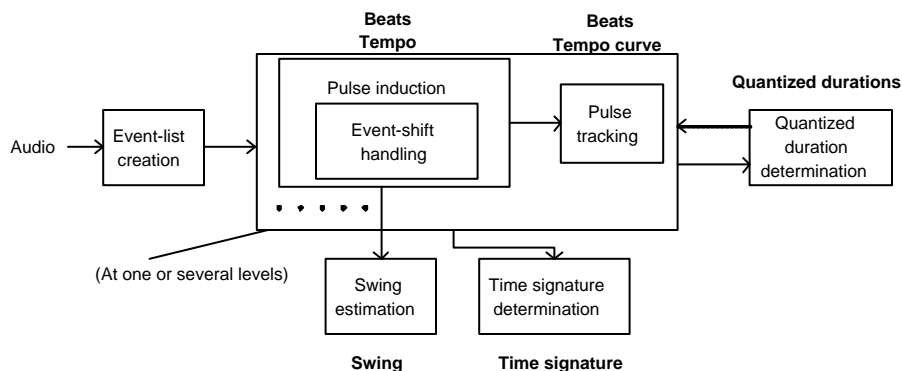 Beats
Tempo
Beats
Tempo curve
Quantized durations
Audio
Event-list
creation
Pulse induction
Event-shift
handling
Pulse
tracking
Quantized
duration
determination
(At one or several levels)
Swing
estimation
Time signature
determination
Swing
Time signature